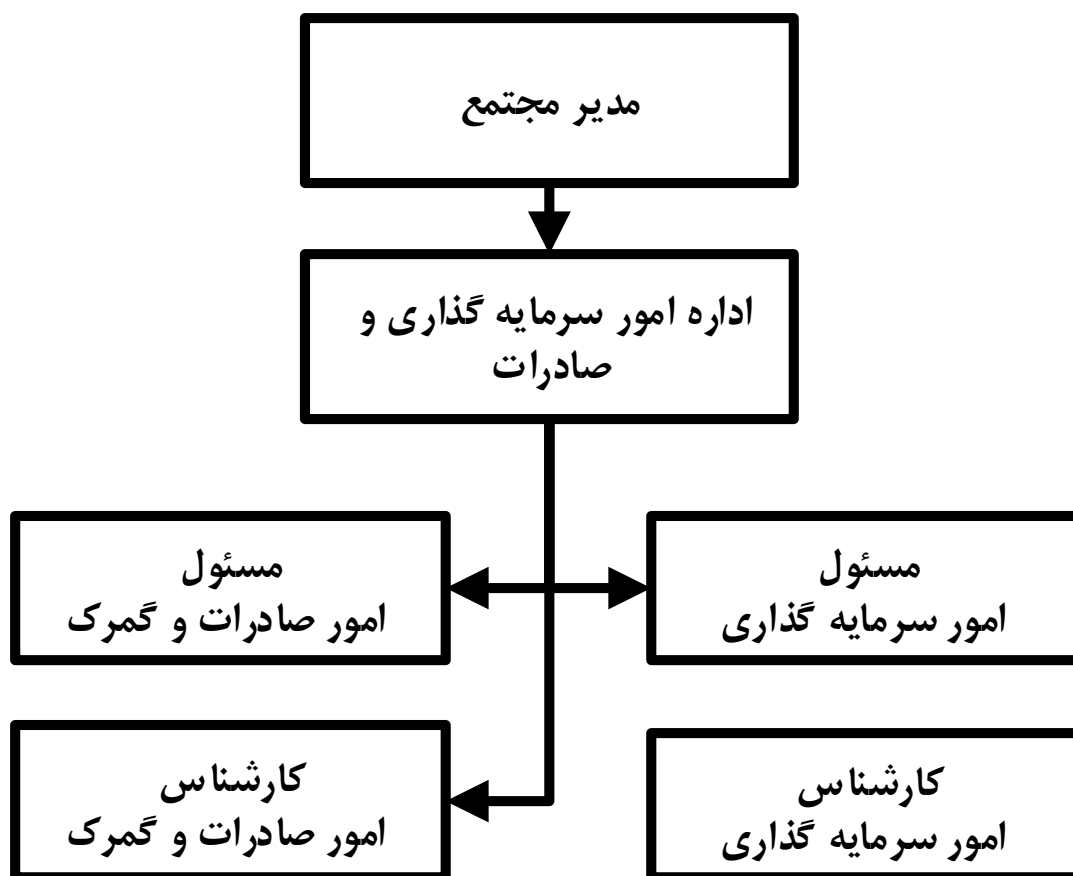 مدیر مجتمع
اداره امور سرمایه گذاری و
صادرات
مسئول
امور سرمایه گذاری
مسئول
امور صادرات و گمرک
کارشناس
امور سرمایه گذاری
کارشناس
امور صادرات و گمرک